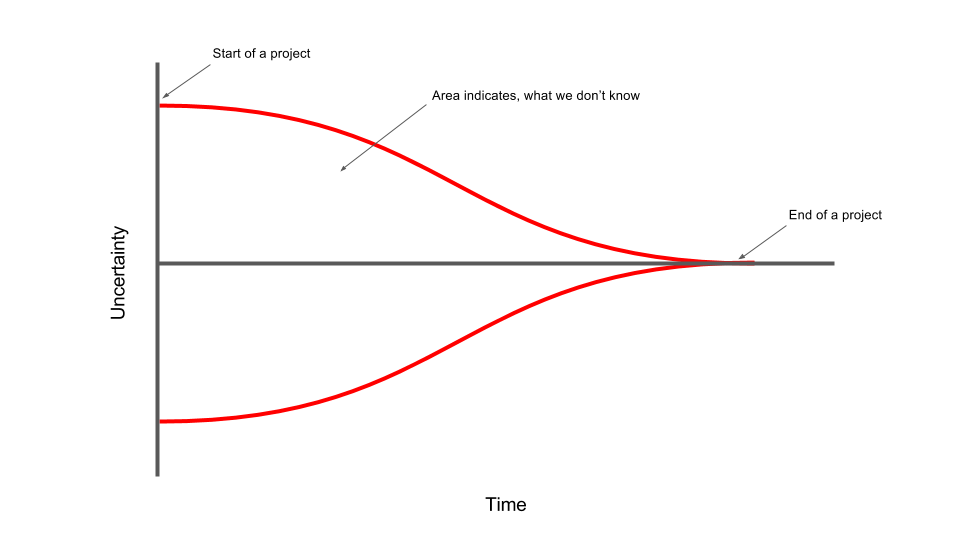 Start of a project
Area indicates, what we don’t know
End of a project
Uncertainty
Time